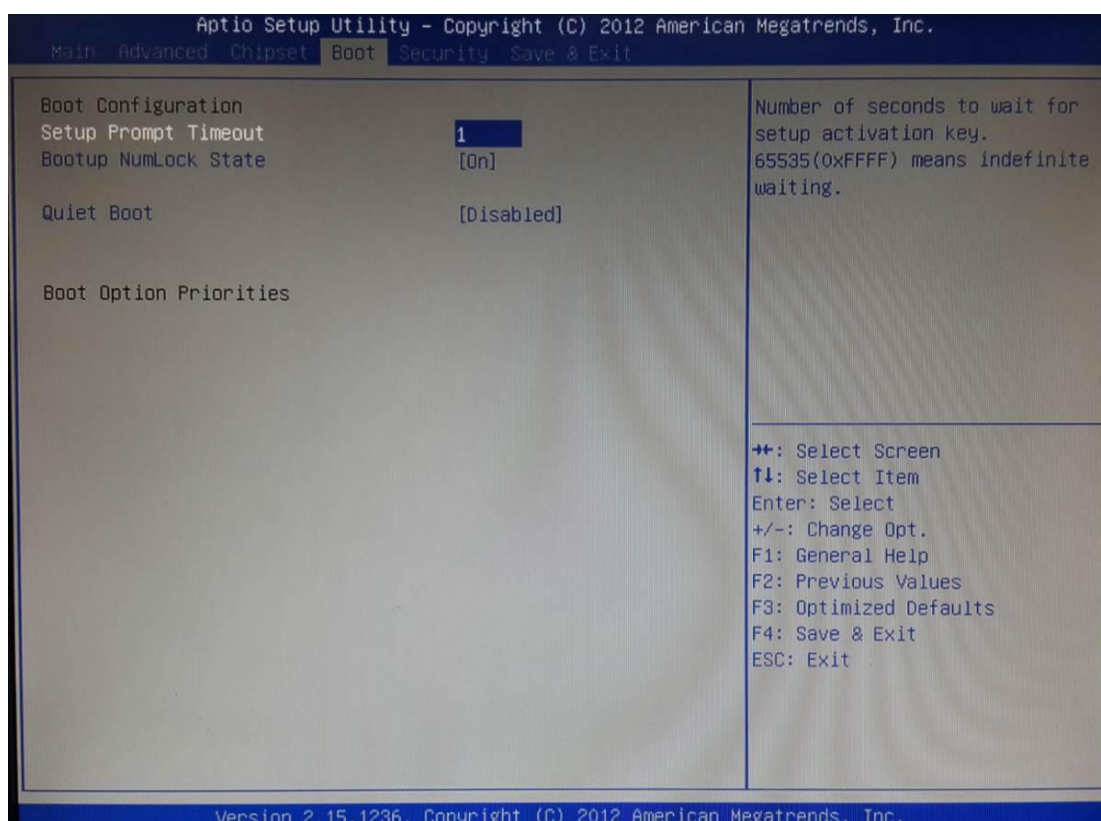 Aptio Setup Utility – Copyright (C) 2012 American Megatrends, Inc.
Main Advanced Chipset Boot Security Save & Exit
Boot Configuration
Setup Prompt Timeout 1
Bootup NumLock State [On]
Quiet Boot [Disabled]
Boot Option Priorities
Number of seconds to wait for
setup activation key.
65535(0xFFFF) means indefinite
waiting.
→←: Select Screen
↑↓: Select Item
Enter: Select
+/-: Change Opt.
F1: General Help
F2: Previous Values
F3: Optimized Defaults
F4: Save & Exit
ESC: Exit
Version 2.15.1236. Copyright (C) 2012 American Megatrends, Inc.